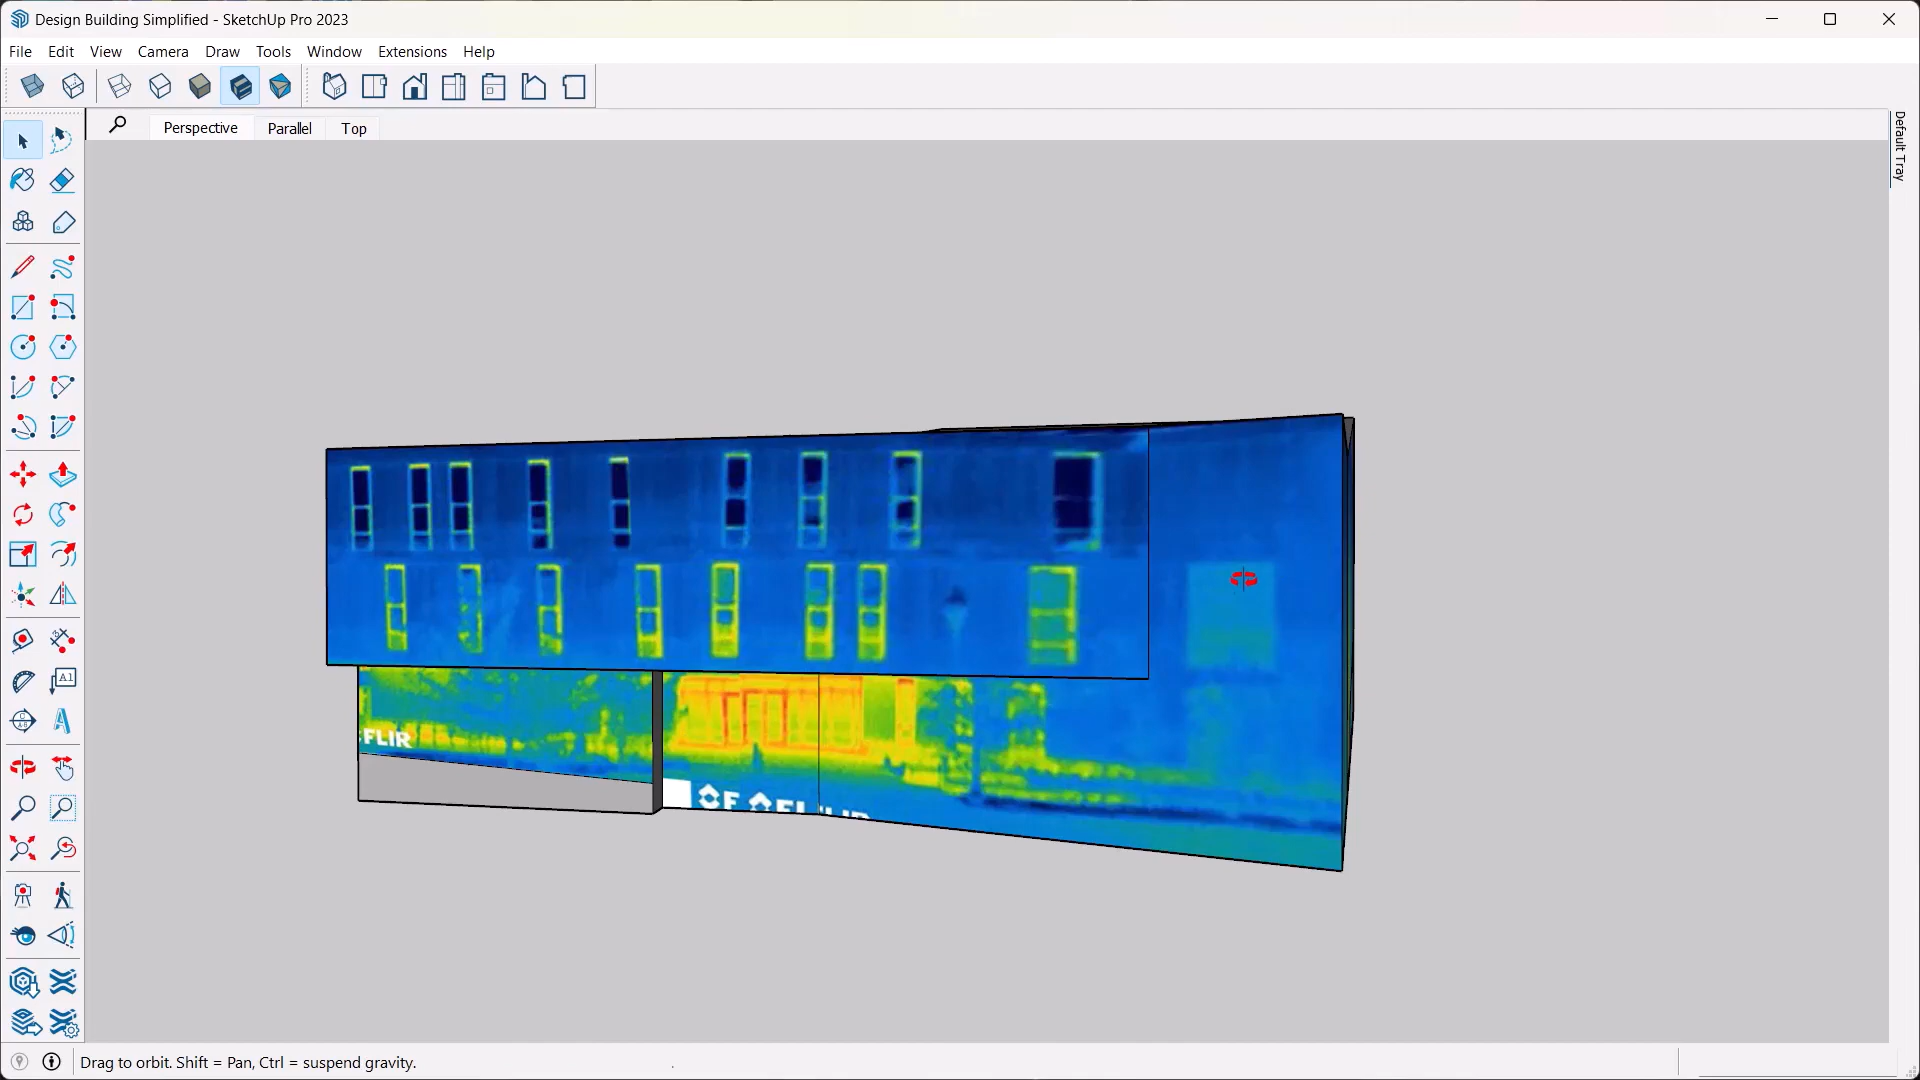 Design Building Simplified - SketchUp Pro 2023
File Edit View Camera Draw Tools Window Extensions Help
Perspective Parallel Top
Default Tray
A1
FLIR
Drag to orbit. Shift = Pan, Ctrl = suspend gravity.